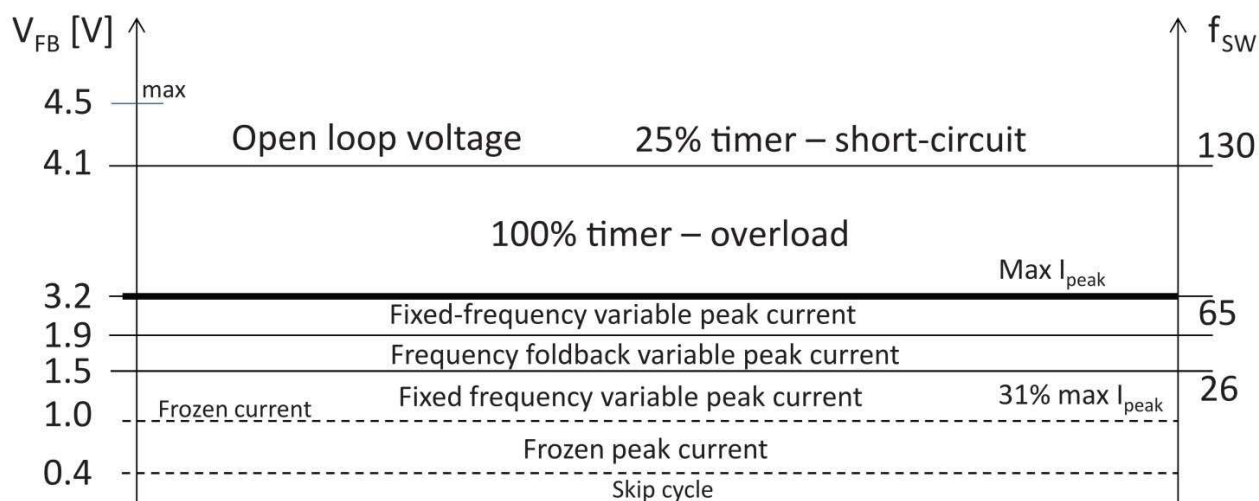 V_FB [V] f_SW
4.5 max
Open loop voltage 25% timer – short-circuit
4.1 130
100% timer – overload
Max I_peak
3.2 65
Fixed-frequency variable peak current
1.9
Frequency foldback variable peak current
1.5 26
Fixed frequency variable peak current 31% max I_peak
1.0 Frozen current
Frozen peak current
0.4
Skip cycle